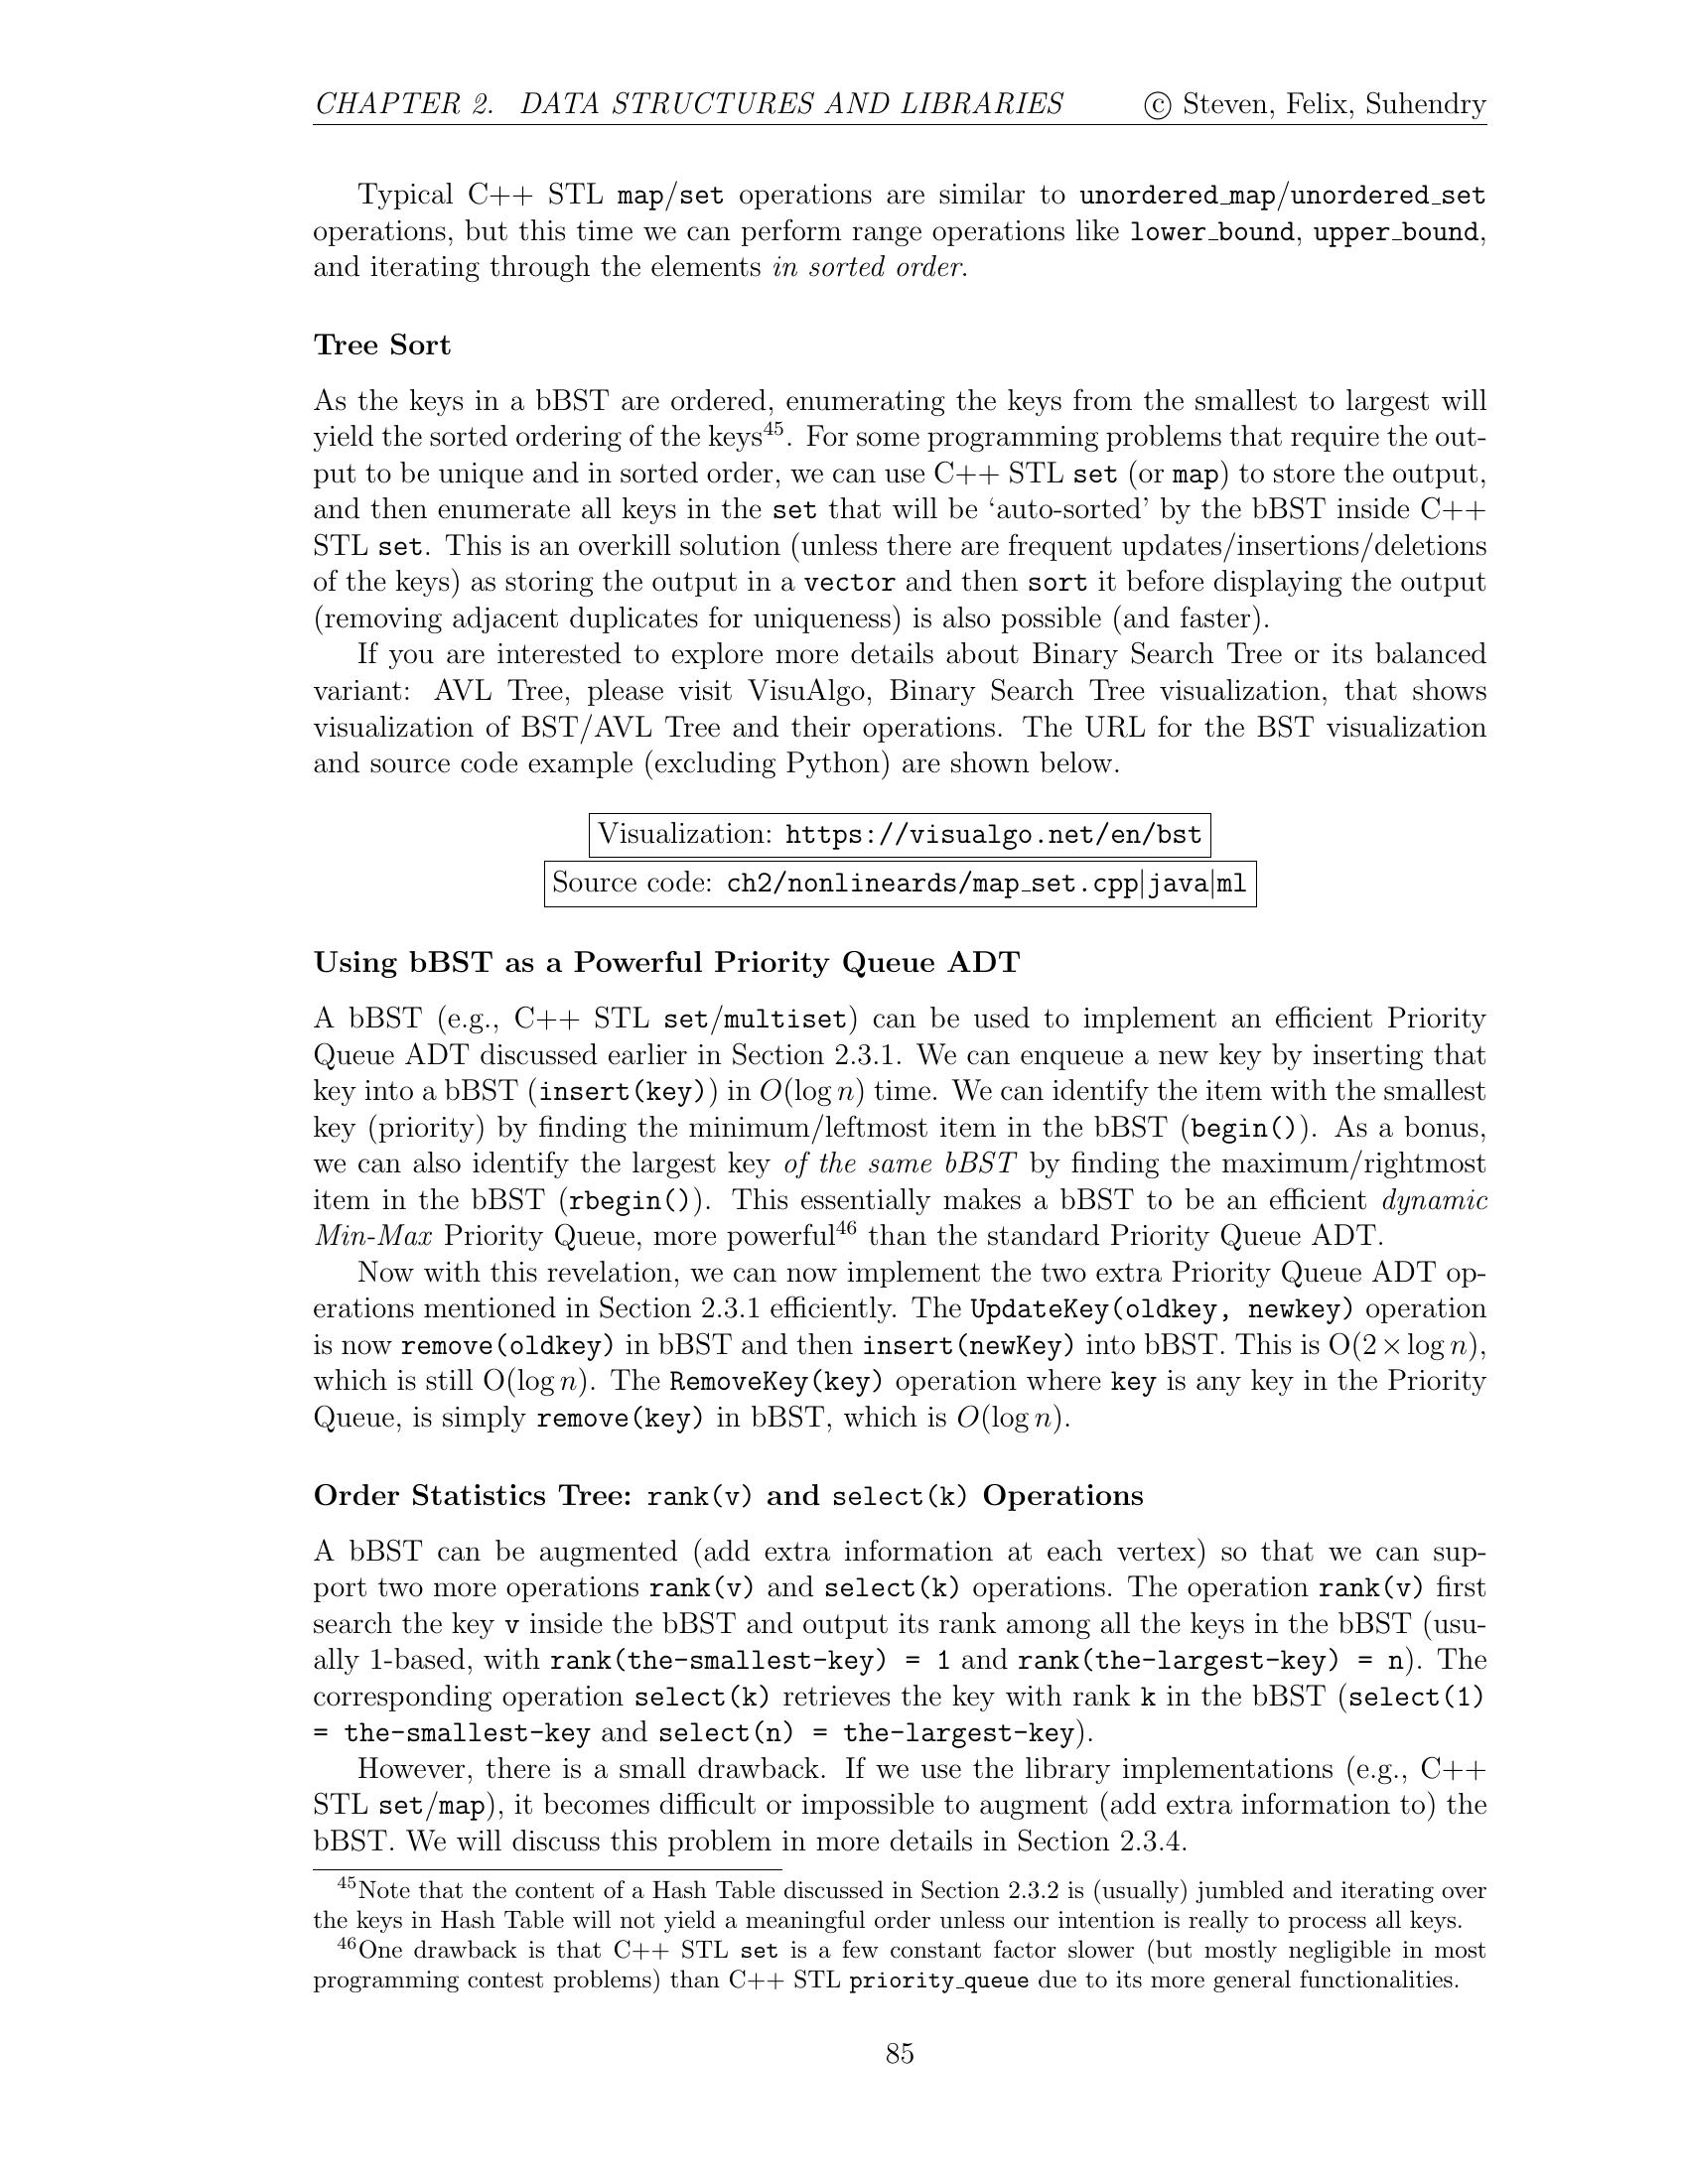 CHAPTER 2. DATA STRUCTURES AND LIBRARIES © Steven, Felix, Suhendry
Typical C++ STL map/set operations are similar to unordered_map/unordered_set
operations, but this time we can perform range operations like lower_bound, upper_bound,
and iterating through the elements in sorted order.
Tree Sort
As the keys in a bBST are ordered, enumerating the keys from the smallest to largest will
yield the sorted ordering of the keys45. For some programming problems that require the out-
put to be unique and in sorted order, we can use C++ STL set (or map) to store the output,
and then enumerate all keys in the set that will be ‘auto-sorted’ by the bBST inside C++
STL set. This is an overkill solution (unless there are frequent updates/insertions/deletions
of the keys) as storing the output in a vector and then sort it before displaying the output
(removing adjacent duplicates for uniqueness) is also possible (and faster).
If you are interested to explore more details about Binary Search Tree or its balanced
variant: AVL Tree, please visit VisuAlgo, Binary Search Tree visualization, that shows
visualization of BST/AVL Tree and their operations. The URL for the BST visualization
and source code example (excluding Python) are shown below.
Visualization: https://visualgo.net/en/bst
Source code: ch2/nonlineards/map_set.cpp|java|ml
Using bBST as a Powerful Priority Queue ADT
A bBST (e.g., C++ STL set/multiset) can be used to implement an efficient Priority
Queue ADT discussed earlier in Section 2.3.1. We can enqueue a new key by inserting that
key into a bBST (insert(key)) in O(log n) time. We can identify the item with the smallest
key (priority) by finding the minimum/leftmost item in the bBST (begin()). As a bonus,
we can also identify the largest key of the same bBST by finding the maximum/rightmost
item in the bBST (rbegin()). This essentially makes a bBST to be an efficient dynamic
Min-Max Priority Queue, more powerful46 than the standard Priority Queue ADT.
Now with this revelation, we can now implement the two extra Priority Queue ADT op-
erations mentioned in Section 2.3.1 efficiently. The UpdateKey(oldkey, newkey) operation
is now remove(oldkey) in bBST and then insert(newKey) into bBST. This is O(2 × log n),
which is still O(log n). The RemoveKey(key) operation where key is any key in the Priority
Queue, is simply remove(key) in bBST, which is O(log n).
Order Statistics Tree: rank(v) and select(k) Operations
A bBST can be augmented (add extra information at each vertex) so that we can sup-
port two more operations rank(v) and select(k) operations. The operation rank(v) first
search the key v inside the bBST and output its rank among all the keys in the bBST (usu-
ally 1-based, with rank(the-smallest-key) = 1 and rank(the-largest-key) = n). The
corresponding operation select(k) retrieves the key with rank k in the bBST (select(1)
= the-smallest-key and select(n) = the-largest-key).
However, there is a small drawback. If we use the library implementations (e.g., C++
STL set/map), it becomes difficult or impossible to augment (add extra information to) the
bBST. We will discuss this problem in more details in Section 2.3.4.
45Note that the content of a Hash Table discussed in Section 2.3.2 is (usually) jumbled and iterating over
the keys in Hash Table will not yield a meaningful order unless our intention is really to process all keys.
46One drawback is that C++ STL set is a few constant factor slower (but mostly negligible in most
programming contest problems) than C++ STL priority_queue due to its more general functionalities.
85